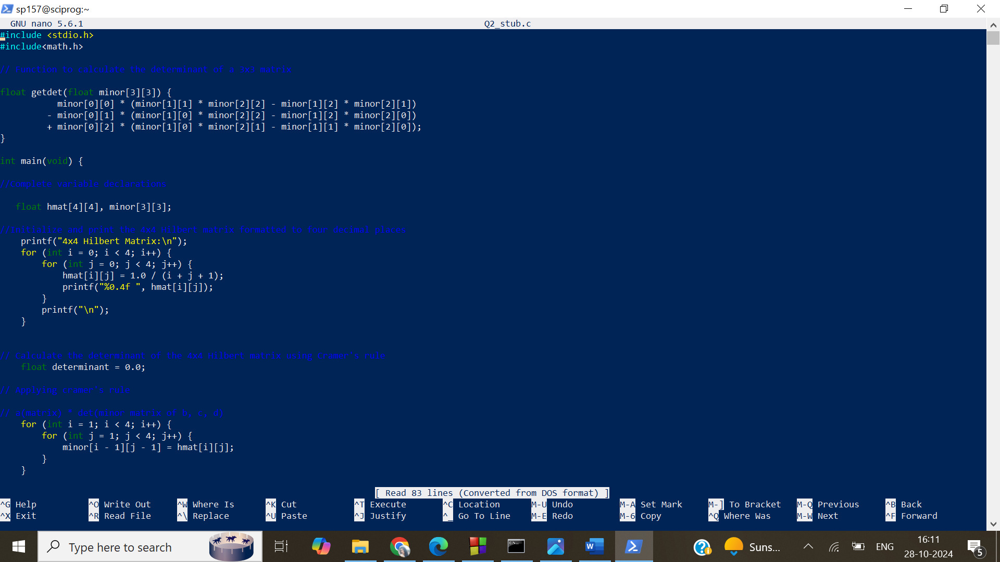 sp157@sciprog:~
GNU nano 5.6.1 Q2_stub.c
#include <stdio.h>
#include<math.h>
// Function to calculate the determinant of a 3x3 matrix
float getdet(float minor[3][3]) {
minor[0][0] * (minor[1][1] * minor[2][2] - minor[1][2] * minor[2][1])
- minor[0][1] * (minor[1][0] * minor[2][2] - minor[1][2] * minor[2][0])
+ minor[0][2] * (minor[1][0] * minor[2][1] - minor[1][1] * minor[2][0]);
}
int main(void) {
//Complete variable declarations
float hmat[4][4], minor[3][3];
//Initialize and print the 4x4 Hilbert matrix formatted to four decimal places
printf("4x4 Hilbert Matrix:\n");
for (int i = 0; i < 4; i++) {
for (int j = 0; j < 4; j++) {
hmat[i][j] = 1.0 / (i + j + 1);
printf("%0.4f ", hmat[i][j]);
}
printf("\n");
}
// Calculate the determinant of the 4x4 Hilbert matrix using Cramer's rule
float determinant = 0.0;
// Applying cramer's rule
// a(matrix) * det(minor matrix of b, c, d)
for (int i = 1; i < 4; i++) {
for (int j = 1; j < 4; j++) {
minor[i - 1][j - 1] = hmat[i][j];
}
}
[ Read 83 lines (Converted from DOS format) ]
^G Help ^O Write Out ^W Where Is ^K Cut ^T Execute ^C Location M-U Undo M-A Set Mark M-] To Bracket M-Q Previous ^B Back
^X Exit ^R Read File ^\ Replace ^U Paste ^J Justify ^_ Go To Line M-E Redo M-6 Copy ^Q Where Was M-W Next ^F Forward
Type here to search
Suns...
ENG
16:11
28-10-2024
5